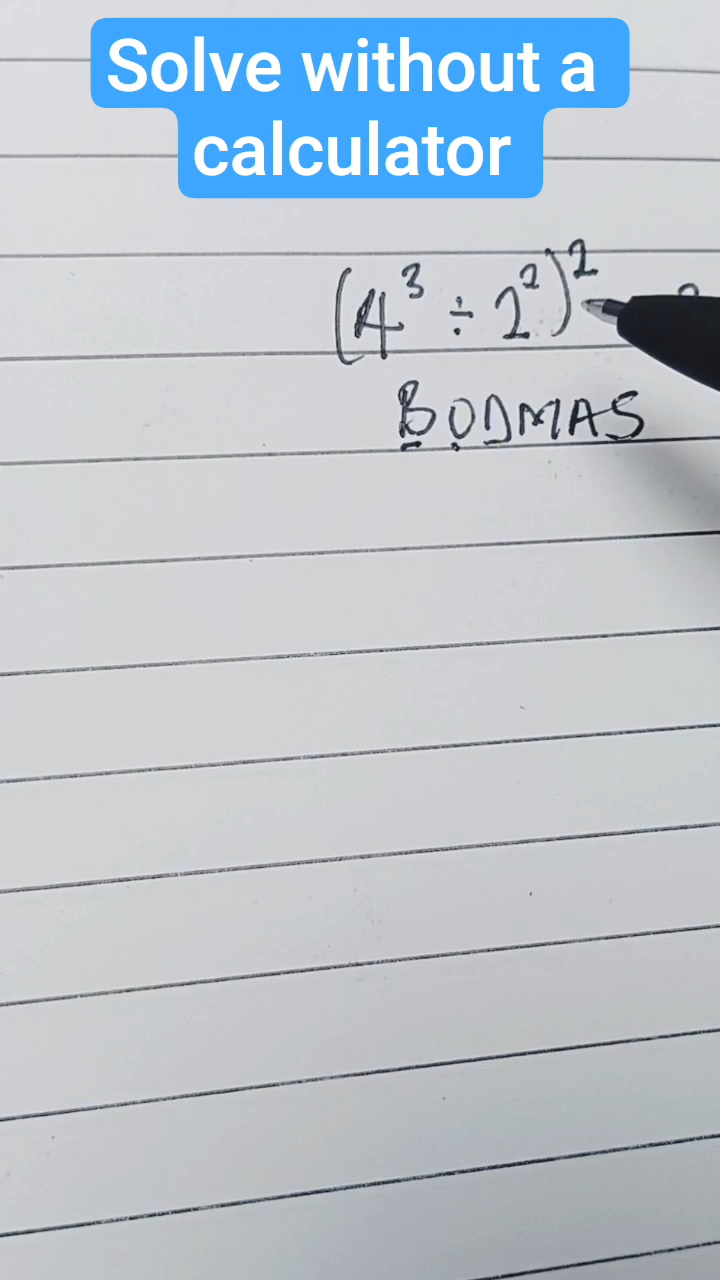 Solve without a
calculator
(4³ ÷ 2²)²
BODMAS